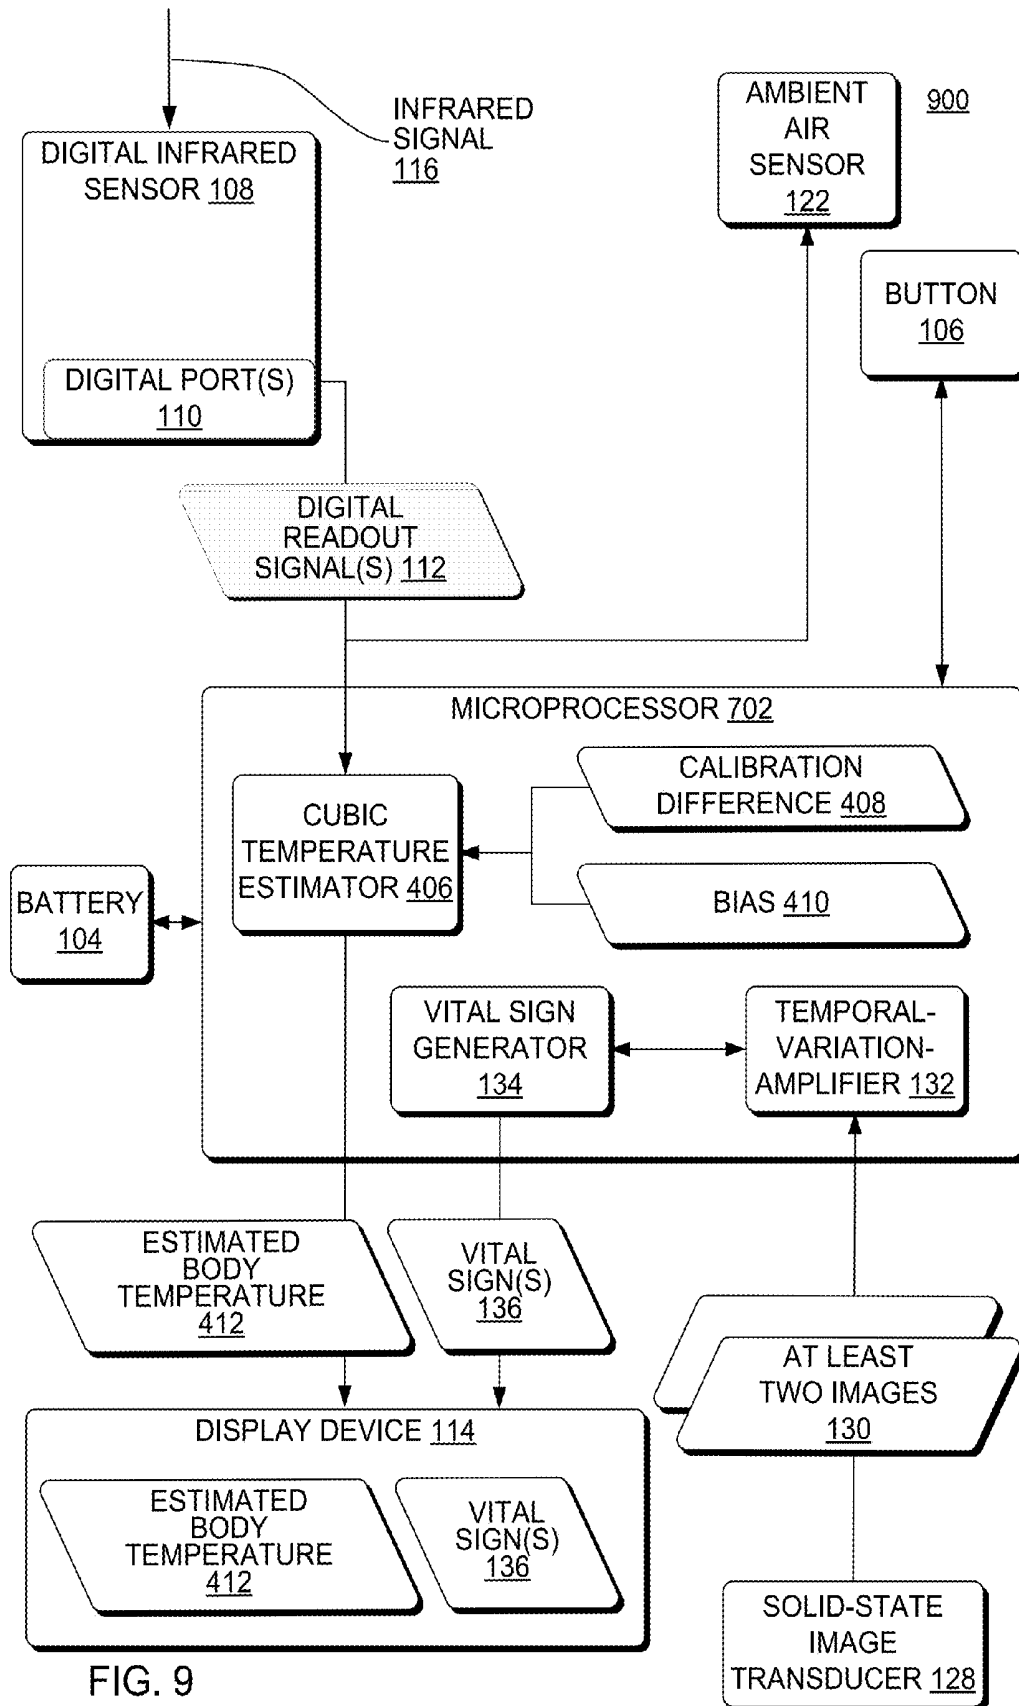 INFRARED
SIGNAL
116
AMBIENT
AIR
SENSOR
122
900
DIGITAL INFRARED
SENSOR 108
BUTTON
106
DIGITAL PORT(S)
110
DIGITAL
READOUT
SIGNAL(S) 112
MICROPROCESSOR 702
CALIBRATION
DIFFERENCE 408
CUBIC
TEMPERATURE
ESTIMATOR 406
BIAS 410
BATTERY
104
VITAL SIGN
GENERATOR
134
TEMPORAL-
VARIATION-
AMPLIFIER 132
ESTIMATED
BODY
TEMPERATURE
412
VITAL
SIGN(S)
136
AT LEAST
TWO IMAGES
130
DISPLAY DEVICE 114
ESTIMATED
BODY
TEMPERATURE
412
VITAL
SIGN(S)
136
SOLID-STATE
IMAGE
TRANSDUCER 128
FIG. 9